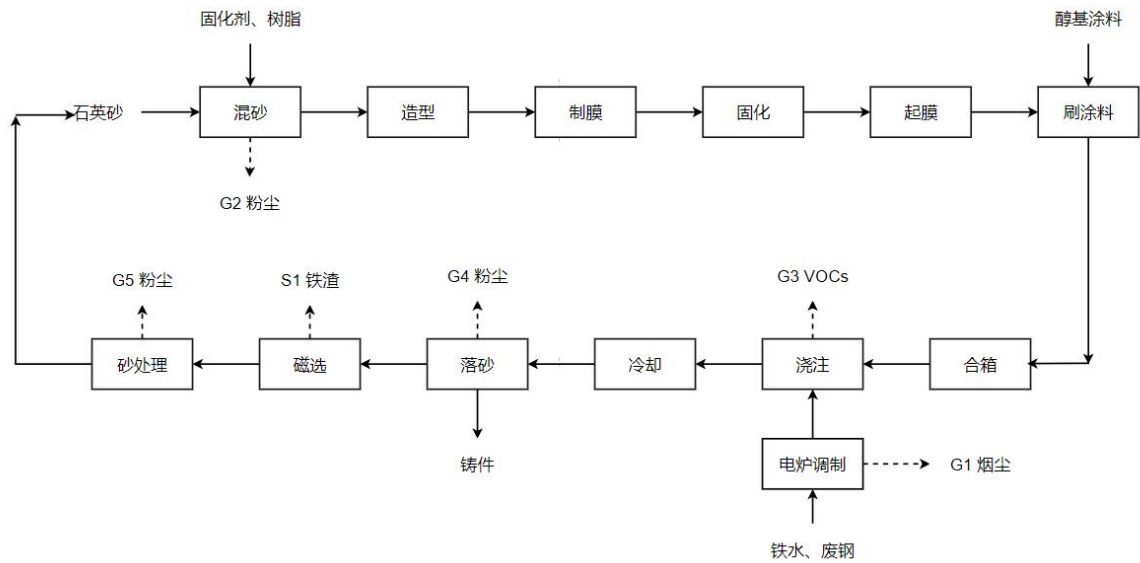 固化剂、树脂
醇基涂料
石英砂
混砂
造型
制膜
固化
起膜
刷涂料
G2 粉尘
G5 粉尘
S1 铁渣
G4 粉尘
G3 VOCs
砂处理
磁选
落砂
冷却
浇注
合箱
铸件
电炉调制
G1 烟尘
铁水、废钢